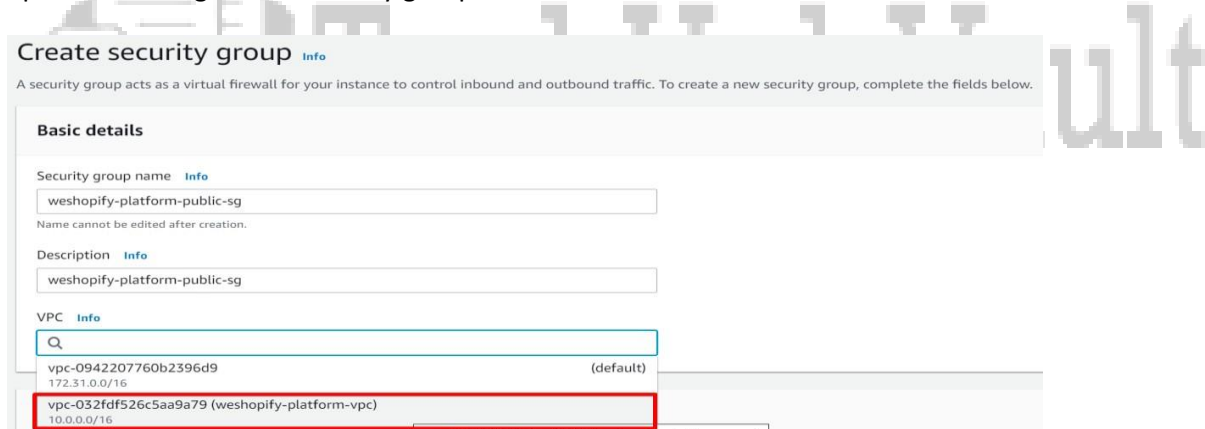 Create security group Info
A security group acts as a virtual firewall for your instance to control inbound and outbound traffic. To create a new security group, complete the fields below.
Basic details
Security group name Info
weshopify-platform-public-sg
Name cannot be edited after creation.
Description Info
weshopify-platform-public-sg
VPC Info
vpc-0942207760b2396d9 (default)
172.31.0.0/16
vpc-032fdf526c5aa9a79 (weshopify-platform-vpc)
10.0.0.0/16